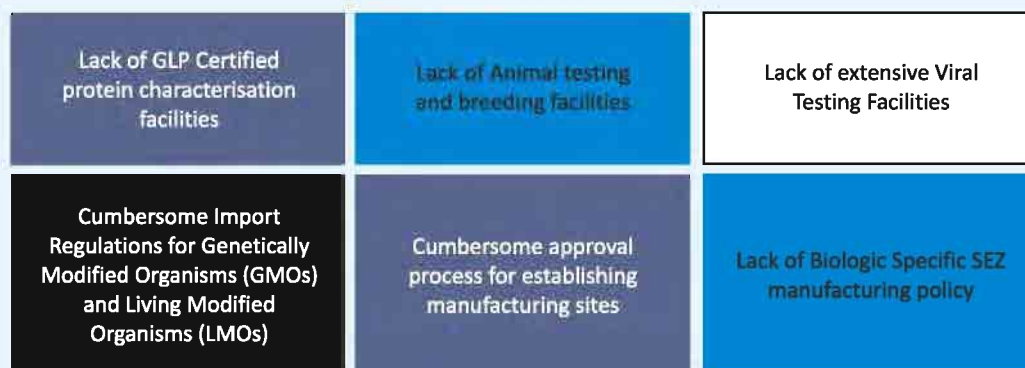 Lack of GLP Certified
protein characterisation
facilities
Lack of Animal testing
and breeding facilities
Lack of extensive Viral
Testing Facilities
Cumbersome Import
Regulations for Genetically
Modified Organisms (GMOs)
and Living Modified
Organisms (LMOs)
Cumbersome approval
process for establishing
manufacturing sites
Lack of Biologic Specific SEZ
manufacturing policy